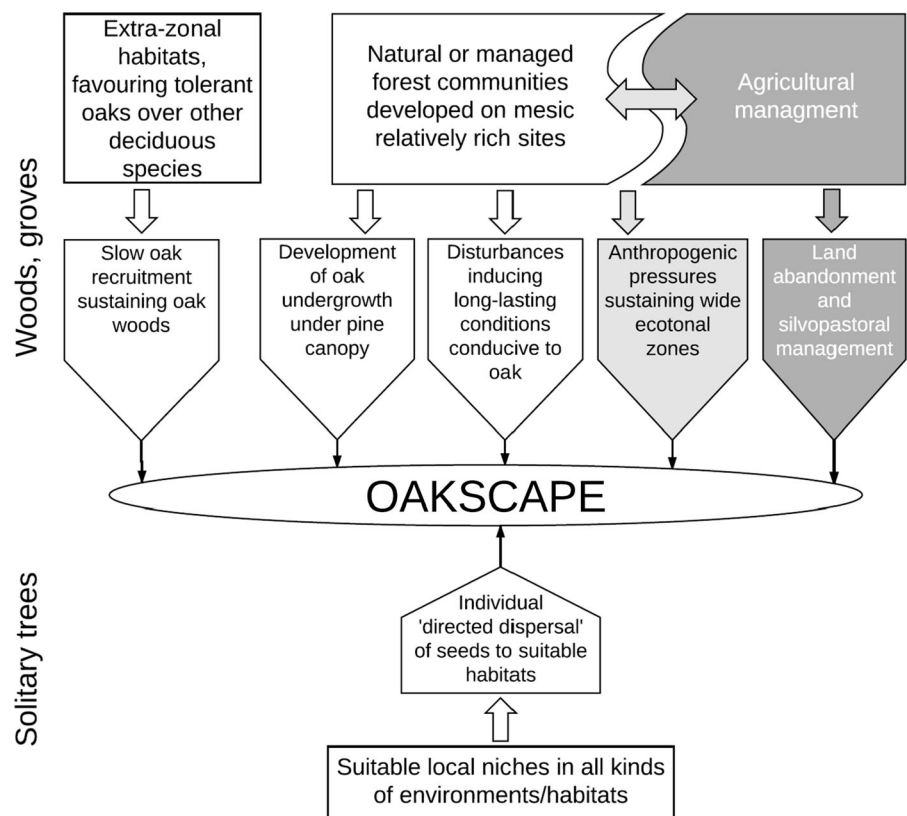 Extra-zonal
habitats,
favouring tolerant
oaks over other
deciduous
species
Natural or managed
forest communities
developed on mesic
relatively rich sites
Agricultural
managment
Woods, groves
Slow oak
recruitment
sustaining oak
woods
Development
of oak
undergrowth
under pine
canopy
Disturbances
inducing
long-lasting
conditions
conducive to
oak
Anthropogenic
pressures
sustaining wide
ecotonal
zones
Land
abandonment
and
silvopastoral
management
OAKSCAPE
Solitary trees
Individual
'directed dispersal'
of seeds to suitable
habitats
Suitable local niches in all kinds
of environments/habitats